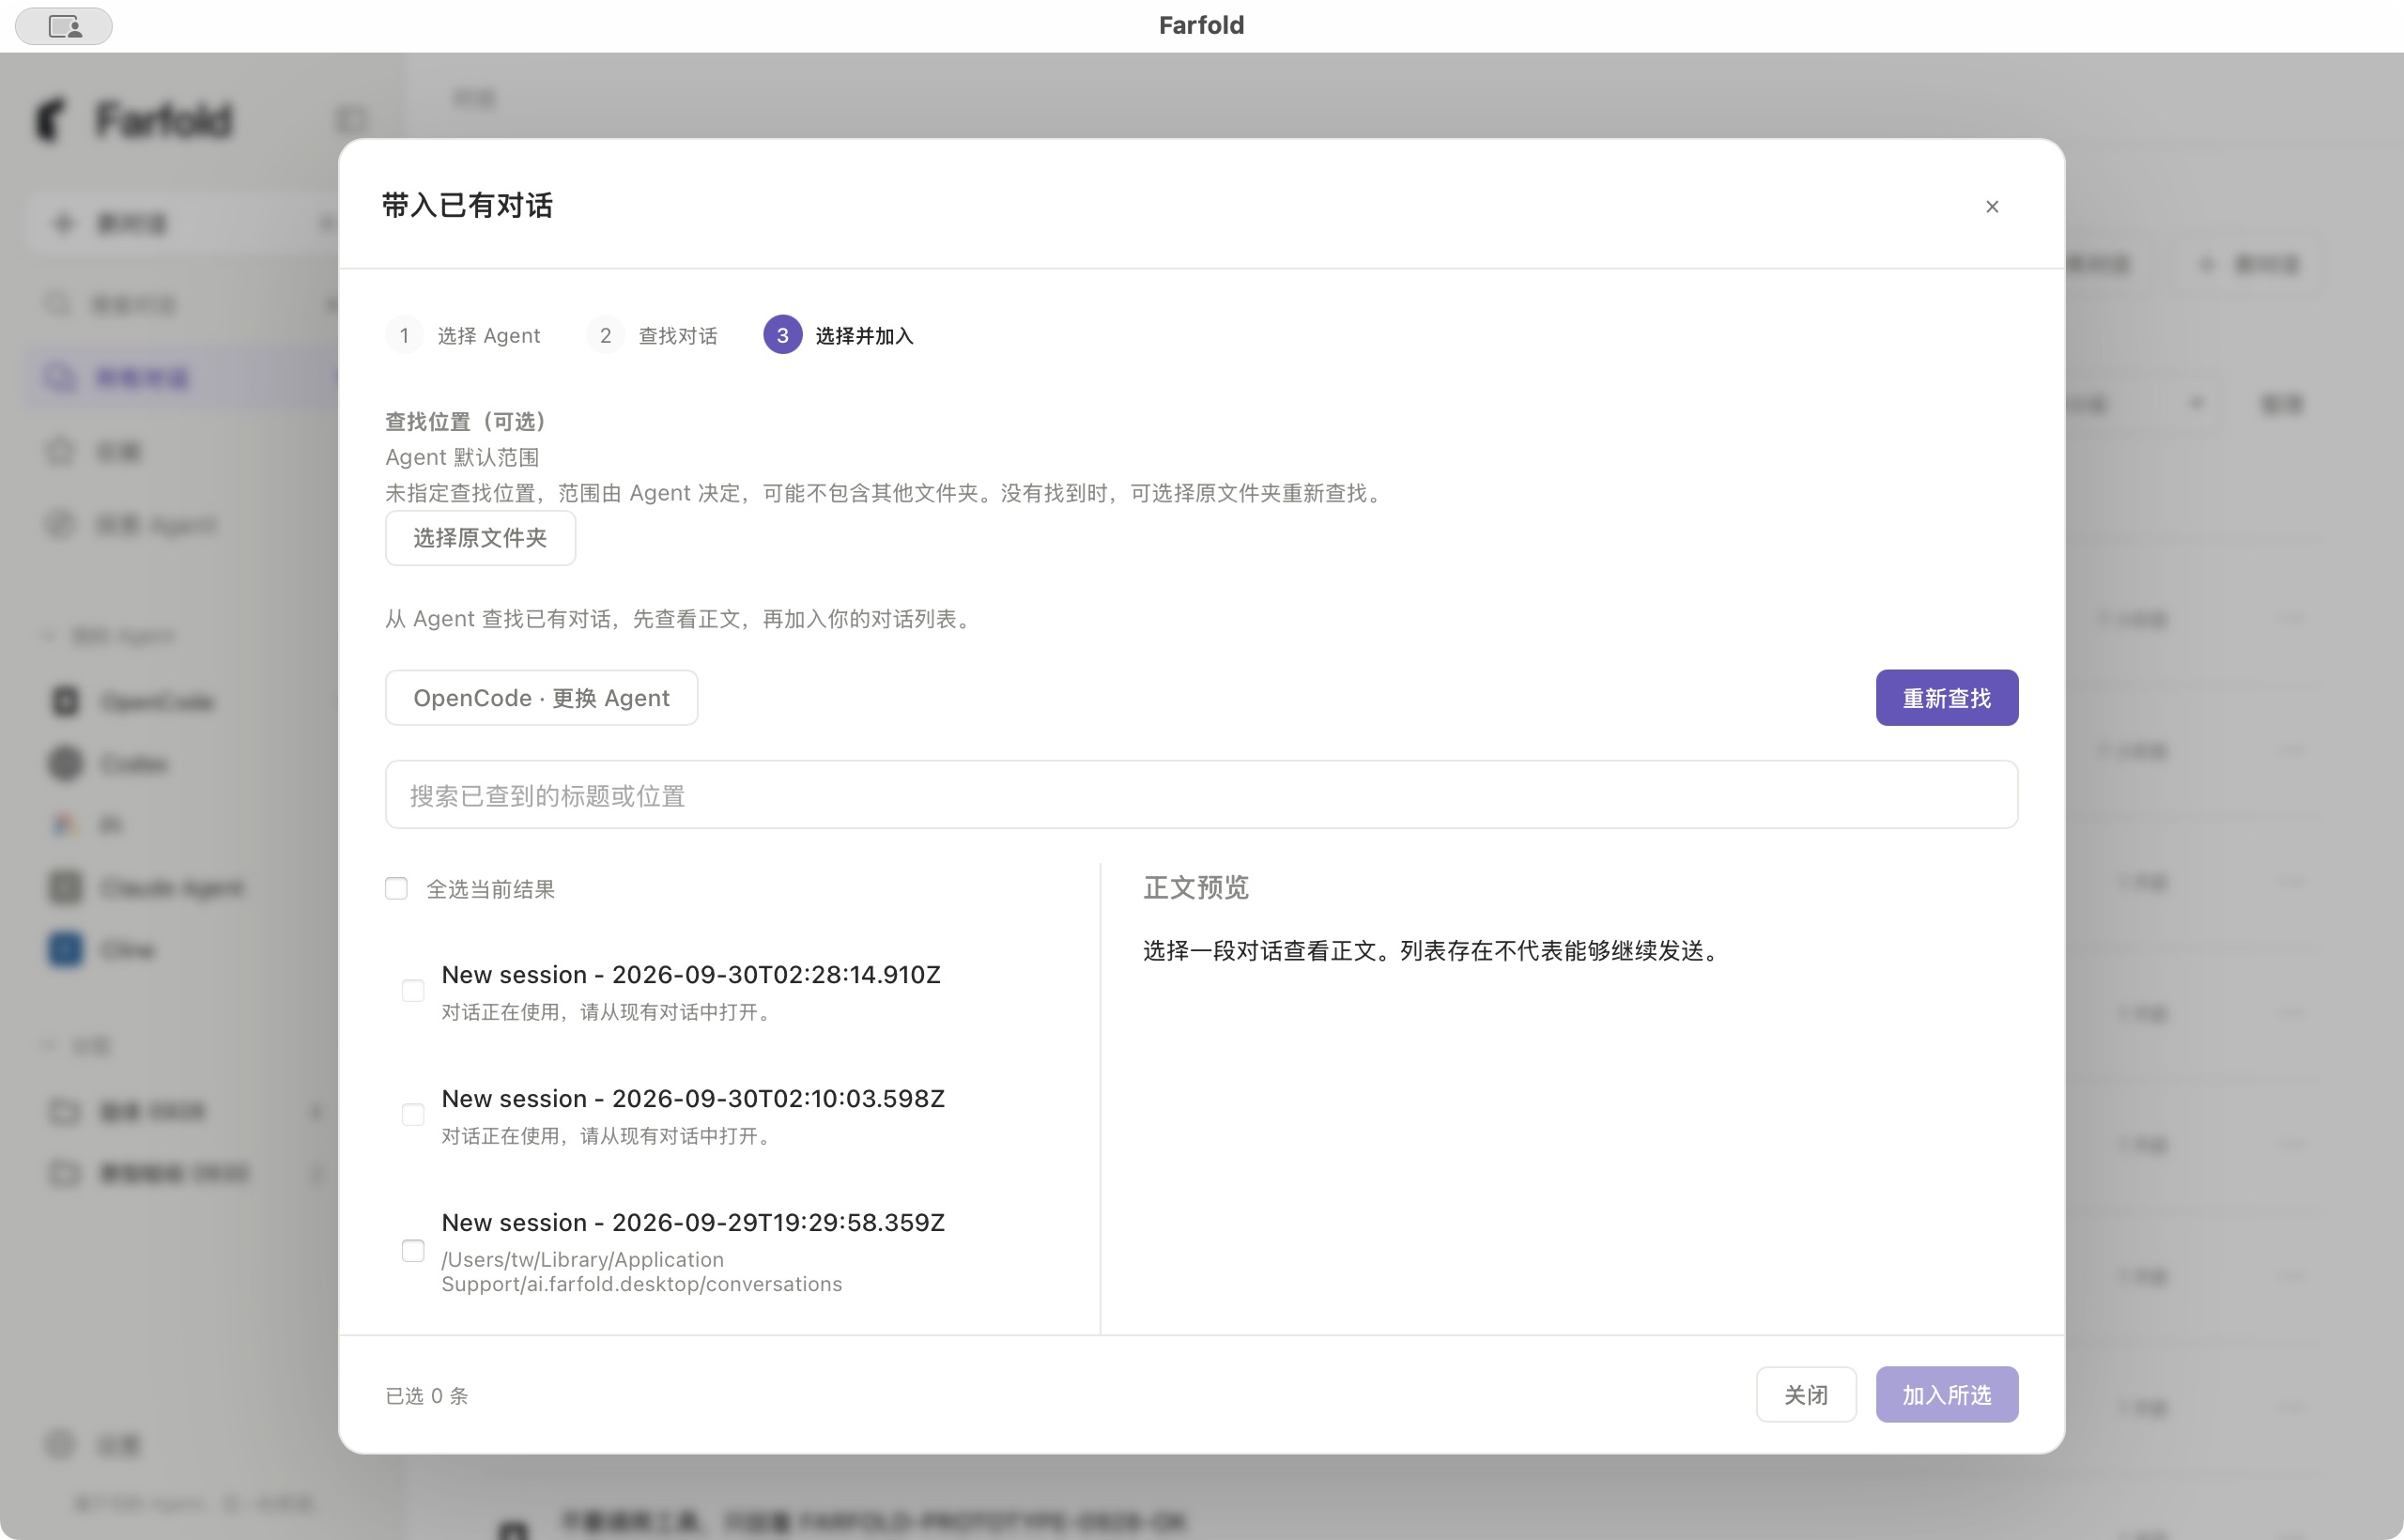 Farfold
Farfold
带入已有对话
1 选择 Agent 2 查找对话 3 选择并加入
查找位置（可选）
Agent 默认范围
未指定查找位置，范围由 Agent 决定，可能不包含其他文件夹。没有找到时，可选择原文件夹重新查找。
选择原文件夹
从 Agent 查找已有对话，先查看正文，再加入你的对话列表。
OpenCode · 更换 Agent
重新查找
搜索已查到的标题或位置
全选当前结果
New session - 2026-09-30T02:28:14.910Z
对话正在使用，请从现有对话中打开。
New session - 2026-09-30T02:10:03.598Z
对话正在使用，请从现有对话中打开。
New session - 2026-09-29T19:29:58.359Z
/Users/tw/Library/Application
Support/ai.farfold.desktop/conversations
正文预览
选择一段对话查看正文。列表存在不代表能够继续发送。
已选 0 条
关闭
加入所选
OpenCode
Codex
Claude Agent
Cline